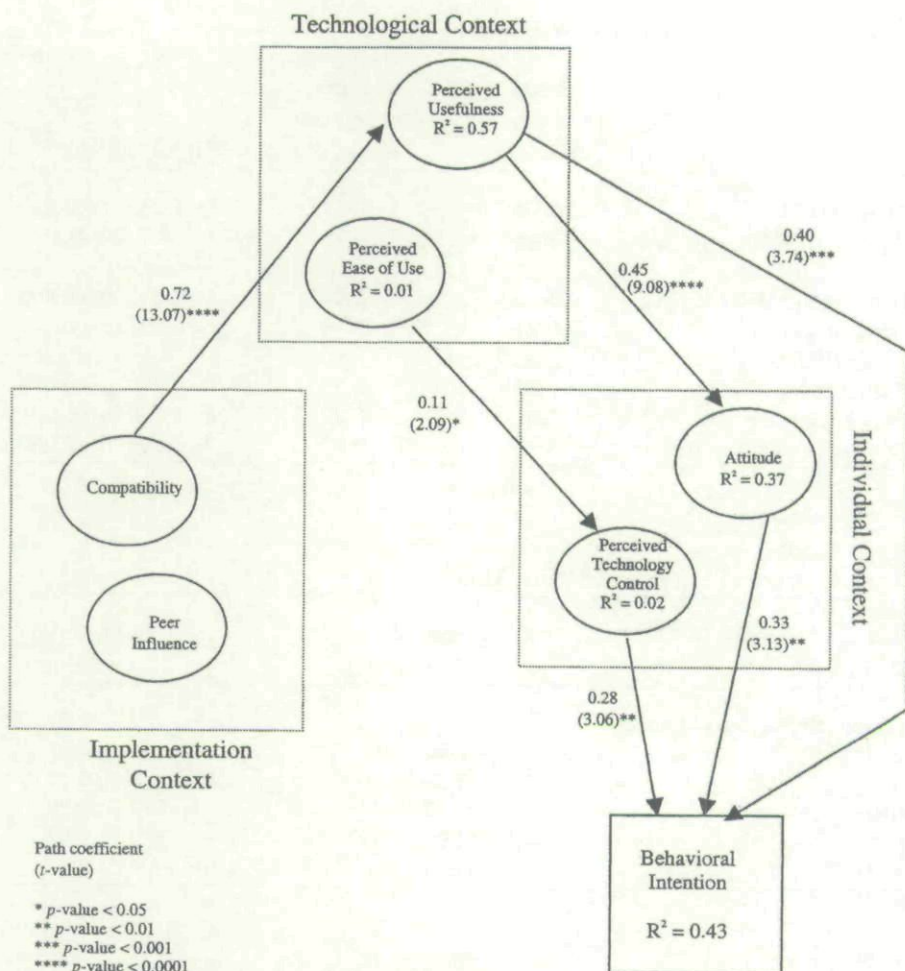 Technological Context
Perceived
Usefulness
R² = 0.57
Perceived
Ease of Use
R² = 0.01
0.72
(13.07)****
0.45
(9.08)****
0.40
(3.74)***
0.11
(2.09)*
Compatibility
Peer
Influence
Implementation
Context
Attitude
R² = 0.37
Perceived
Technology
Control
R² = 0.02
Individual Context
0.33
(3.13)**
0.28
(3.06)**
Behavioral
Intention
R² = 0.43
Path coefficient
(t-value)
* p-value < 0.05
** p-value < 0.01
*** p-value < 0.001
**** p-value < 0.0001